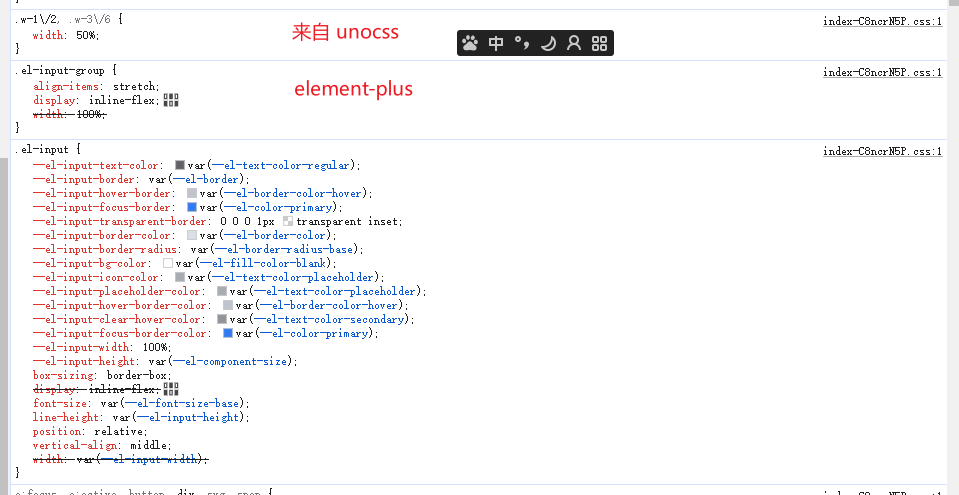 .w-1\/2, .w-3\/6 {
来自 unocss
index-C8ncrN5P.css:1
width: 50%;
}
中
.el-input-group {
index-C8ncrN5P.css:1
element-plus
align-items: stretch;
display: inline-flex;
width: 100%;
}
.el-input {
index-C8ncrN5P.css:1
--el-input-text-color: var(--el-text-color-regular);
--el-input-border: var(--el-border);
--el-input-hover-border: var(--el-border-color-hover);
--el-input-focus-border: var(--el-color-primary);
--el-input-transparent-border: 0 0 0 1px transparent inset;
--el-input-border-color: var(--el-border-color);
--el-input-border-radius: var(--el-border-radius-base);
--el-input-bg-color: var(--el-fill-color-blank);
--el-input-icon-color: var(--el-text-color-placeholder);
--el-input-placeholder-color: var(--el-text-color-placeholder);
--el-input-hover-border-color: var(--el-border-color-hover);
--el-input-clear-hover-color: var(--el-text-color-secondary);
--el-input-focus-border-color: var(--el-color-primary);
--el-input-width: 100%;
--el-input-height: var(--el-component-size);
box-sizing: border-box;
display: inline-flex;
font-size: var(--el-font-size-base);
line-height: var(--el-input-height);
position: relative;
vertical-align: middle;
width: var(--el-input-width);
}